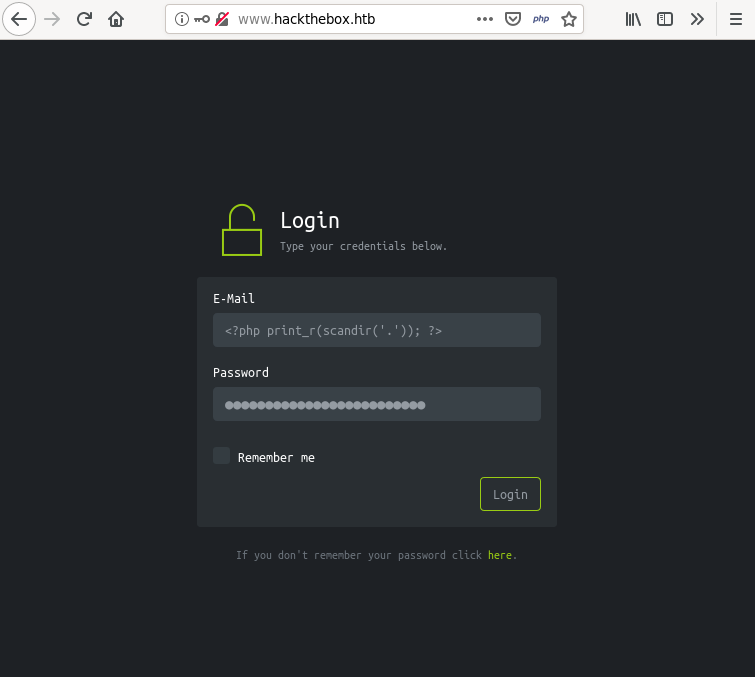 www.hackthebox.htb
php
Login
Type your credentials below.
E-Mail
<?php print_r(scandir('.')); ?>
Password
●●●●●●●●●●●●●●●●●●●●●●●●●
Remember me
Login
If you don't remember your password click here.